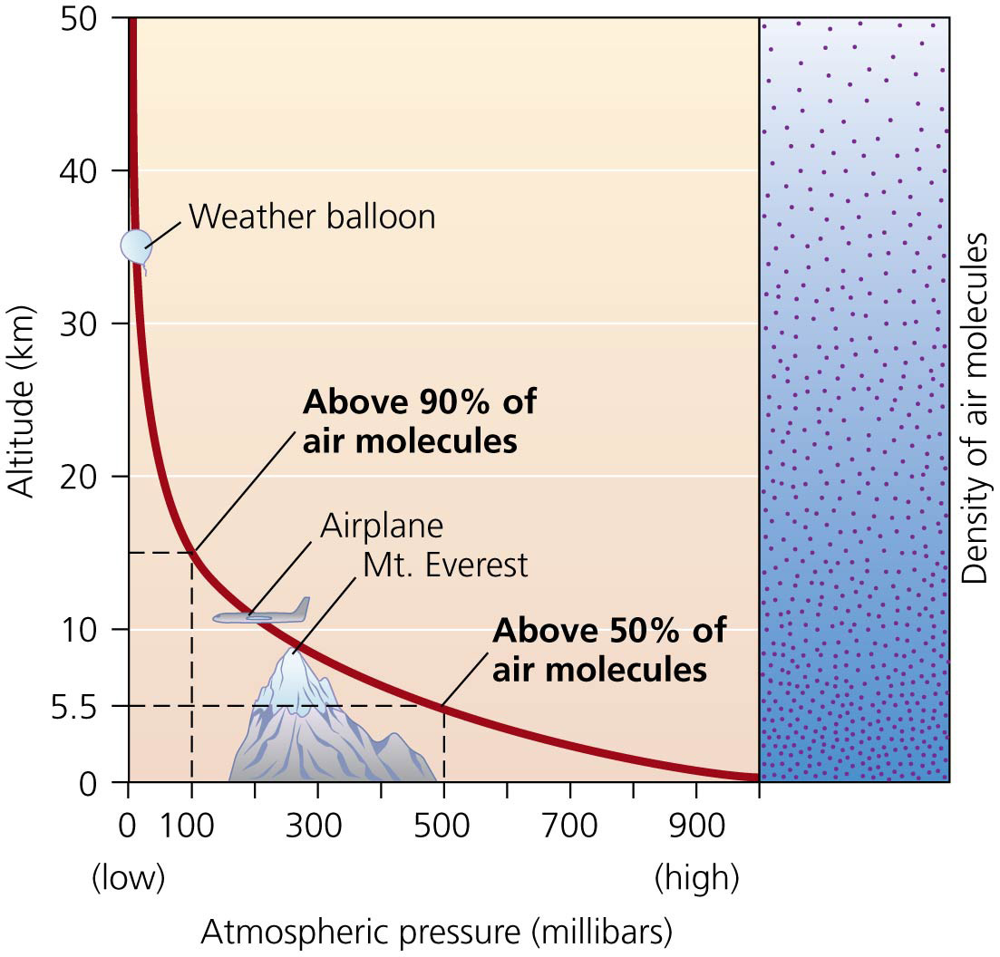 50
40
Weather balloon
30
Above 90% of
air molecules
20
Airplane
Mt. Everest
10
Above 50% of
air molecules
5.5
0
0 100 300 500 700 900
(low) (high)
Atmospheric pressure (millibars)
Altitude (km)
Density of air molecules